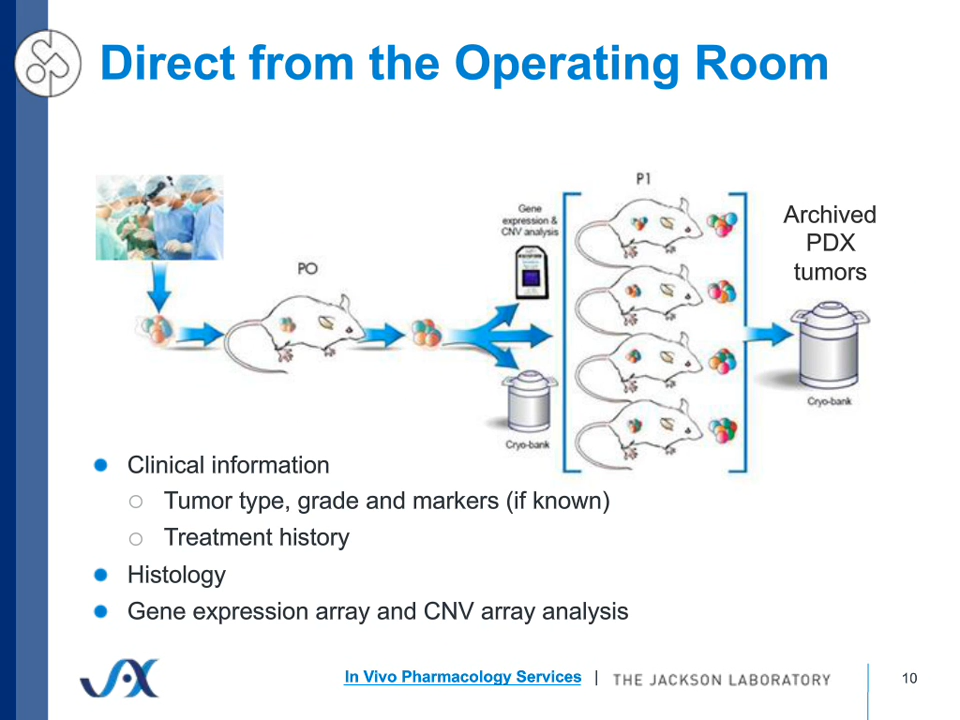 Direct from the Operating Room
P1
Gene
expression &
CNV analysis
Archived
PDX
tumors
PO
Cryo-bank
Cryo-bank
Clinical information
Tumor type, grade and markers (if known)
Treatment history
Histology
Gene expression array and CNV array analysis
JAX
In Vivo Pharmacology Services | THE JACKSON LABORATORY
10